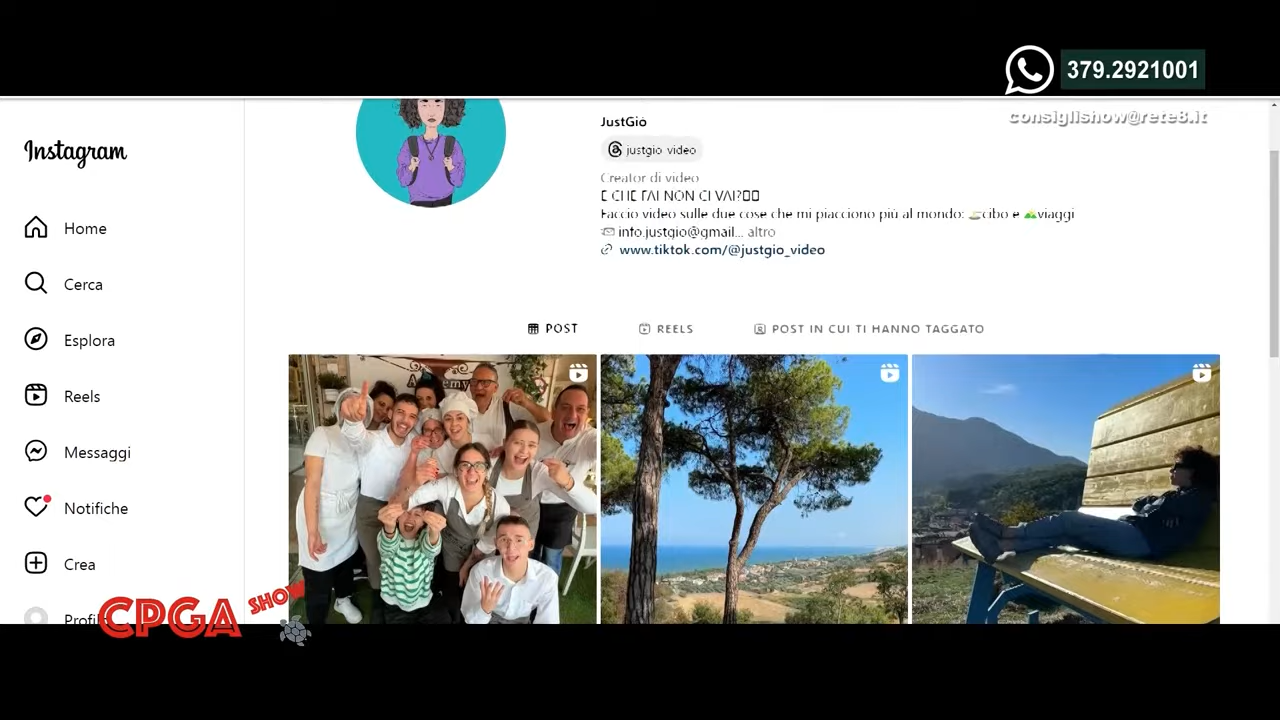 379.2921001
consiglishow@rete8.it
Instagram
JustGio
justgio_video
Creator di video
E CHE FAI NON CI VAI?
Faccio video sulle due cose che mi piacciono più al mondo: cibo e viaggi
info.justgio@gmail... altro
www.tiktok.com/@justgio_video
Home
Cerca
Esplora
Reels
Messaggi
Notifiche
Crea
POST
REELS
POST IN CUI TI HANNO TAGGATO
CPGA SHOW